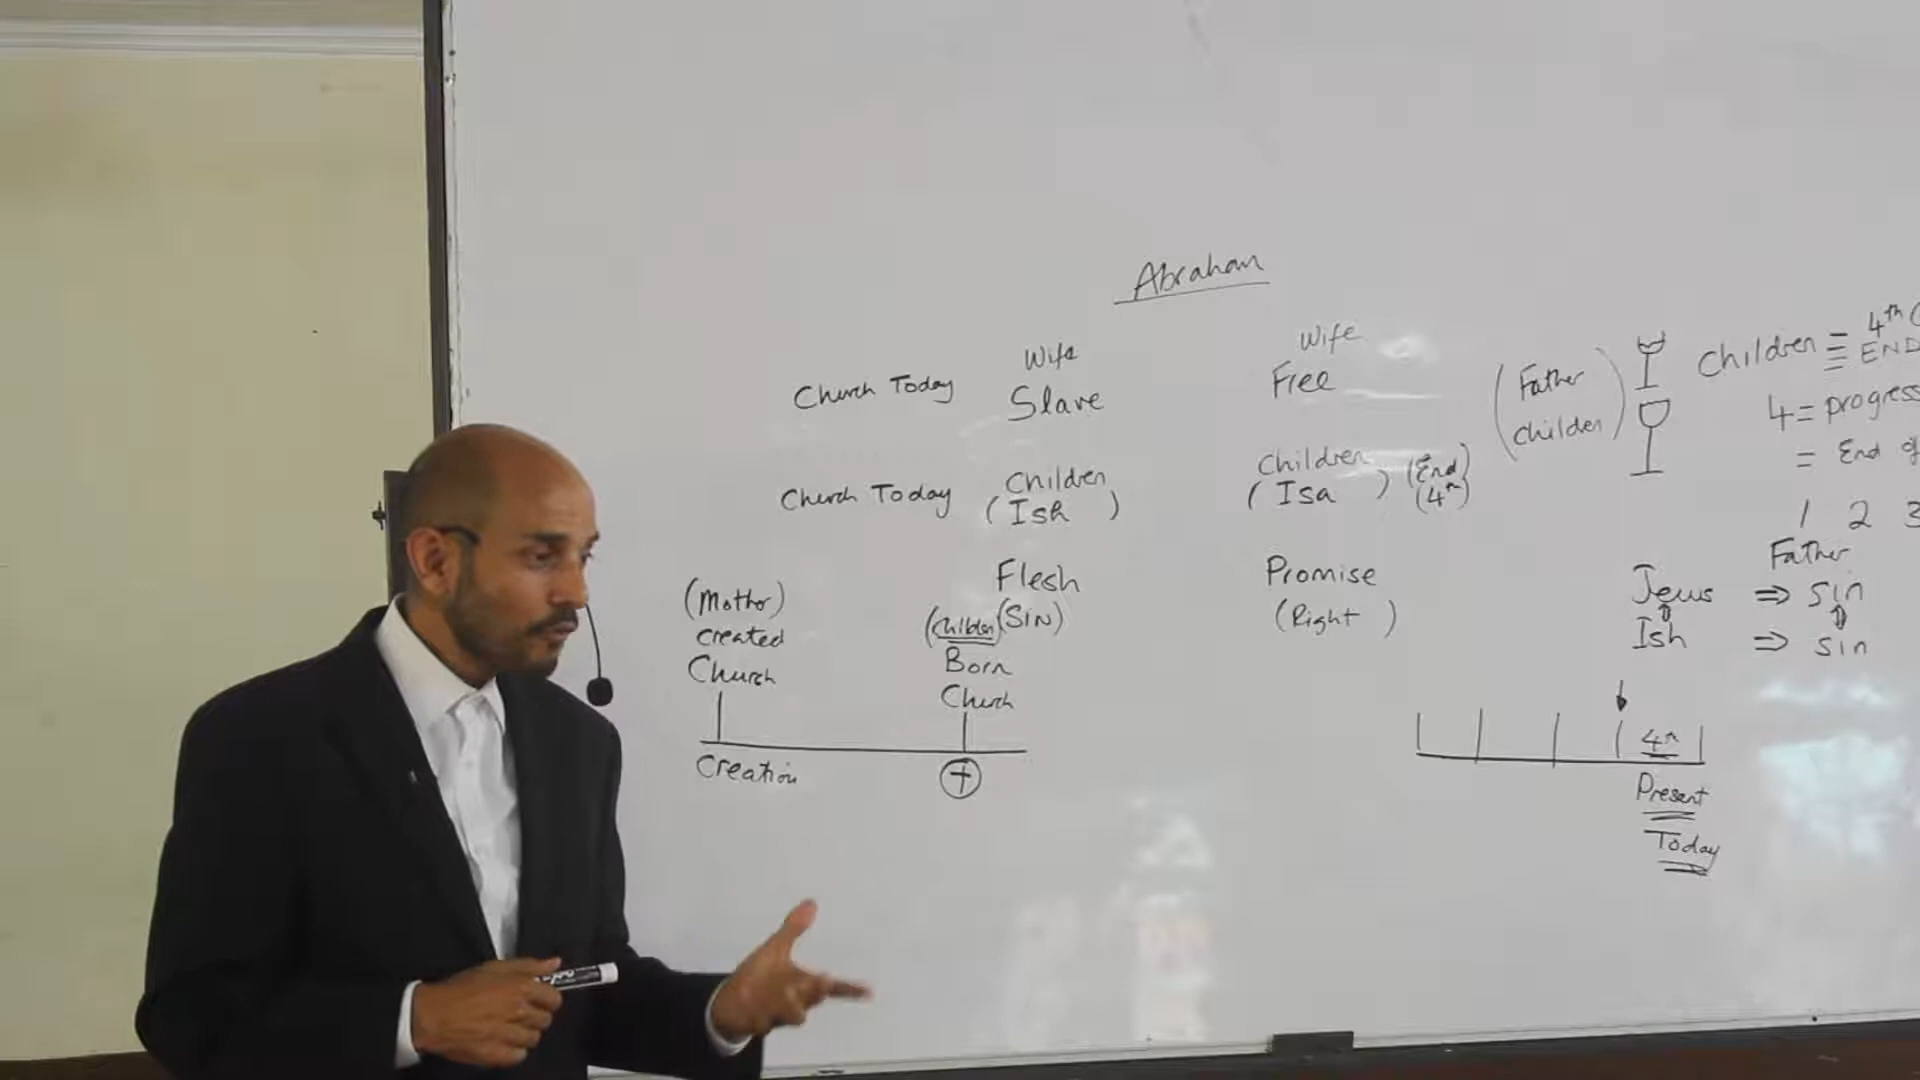 Abraham
Wife
Slave
Church Today
Children
(Ish)
Church Today
Flesh
(Sin)
(Mother)
created
Church
(children)
Born
Church
Creation
Wife
Free
Children
(Isa)
(End)
(4th)
Promise
(Right)
(Father
Children)
Children ≡ 4th
≡ END
4 = progress
= End of
1 2 3
Father
Jews ⇒ sin
Ish ⇒ sin
4th
Present
Today